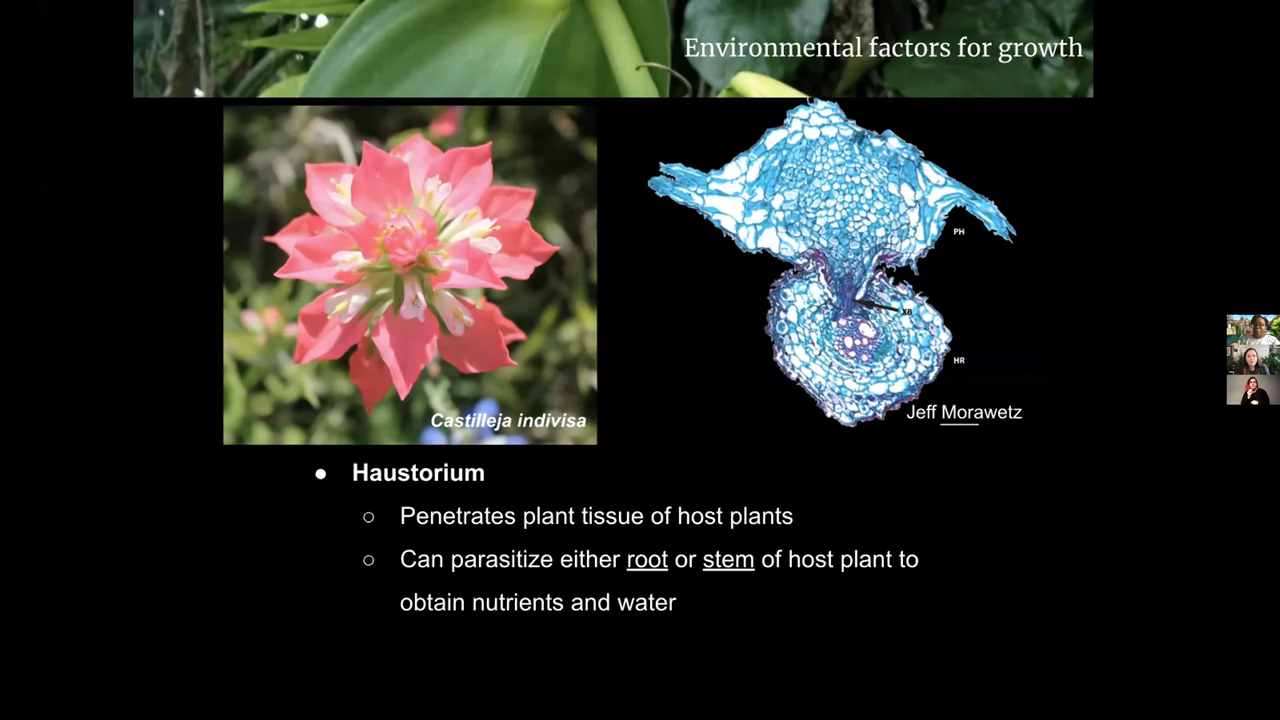 Environmental factors for growth
PH
XB
HR
Jeff Morawetz
Castilleja indivisa
● Haustorium
○ Penetrates plant tissue of host plants
○ Can parasitize either root or stem of host plant to
obtain nutrients and water